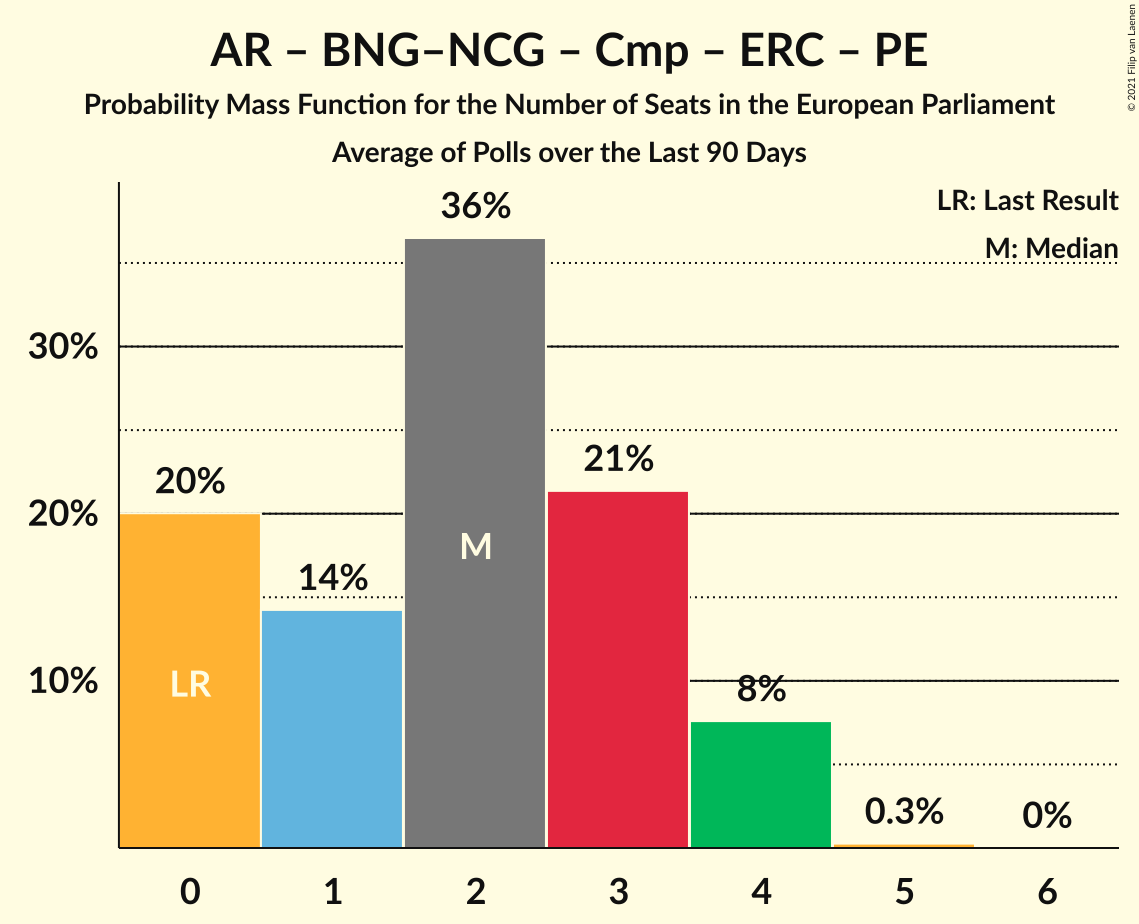 AR – BNG–NCG – Cmp – ERC – PE
Probability Mass Function for the Number of Seats in the European Parliament
Average of Polls over the Last 90 Days
© 2021 Filip van Laenen
LR: Last Result
M: Median
36%
30%
21%
20%
20%
M
14%
10%
LR
8%
0.3%
0%
0 1 2 3 4 5 6